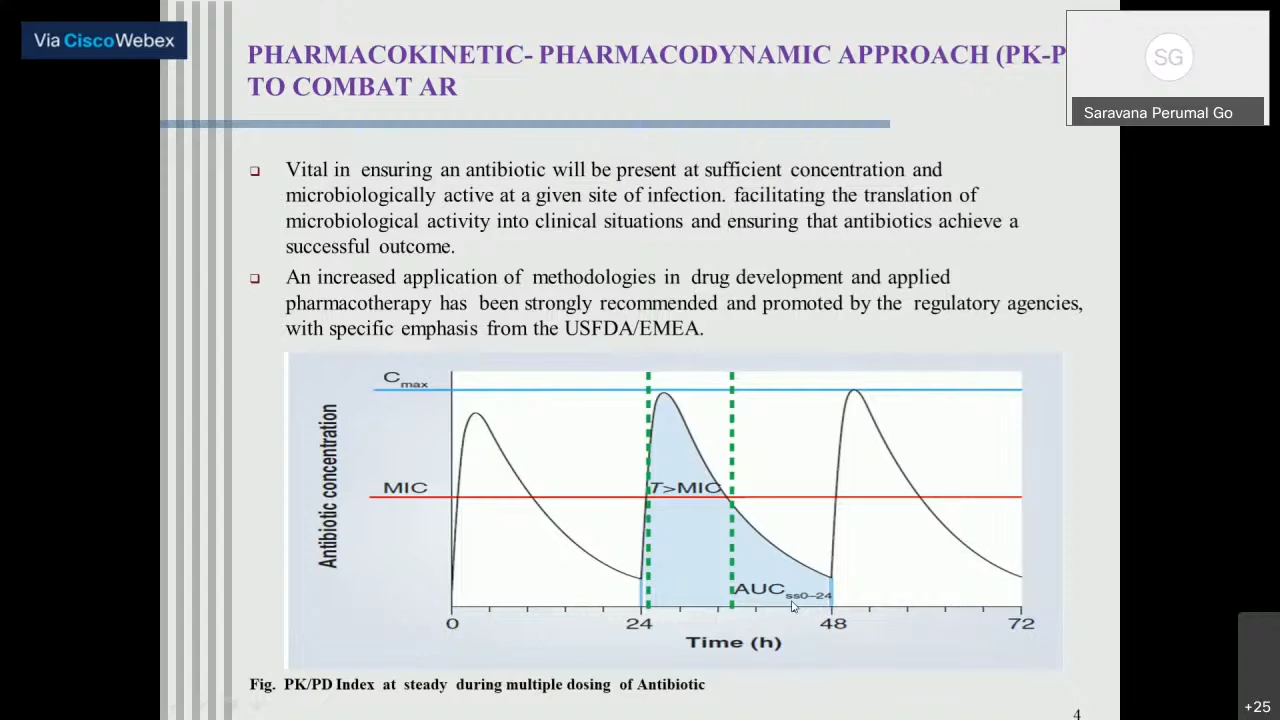 Via Cisco Webex
PHARMACOKINETIC- PHARMACODYNAMIC APPROACH (PK-P
TO COMBAT AR
SG
Saravana Perumal Go
Vital in ensuring an antibiotic will be present at sufficient concentration and
microbiologically active at a given site of infection. facilitating the translation of
microbiological activity into clinical situations and ensuring that antibiotics achieve a
successful outcome.
An increased application of methodologies in drug development and applied
pharmacotherapy has been strongly recommended and promoted by the regulatory agencies,
with specific emphasis from the USFDA/EMEA.
Cmax
Antibiotic concentration
MIC
T>MIC
AUCss0–24
0
24
48
72
Time (h)
Fig. PK/PD Index at steady during multiple dosing of Antibiotic
4
+25